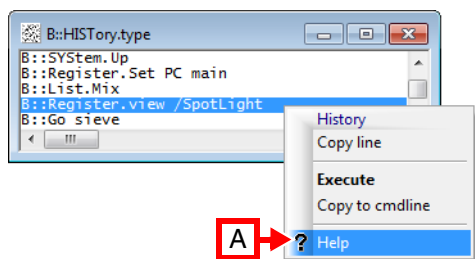 B::HISTory.type
B::SYStem.Up
B::Register.Set PC main
B::List.Mix
B::Register.view /SpotLight
B::Go sieve
History
Copy line
Execute
Copy to cmdline
A
? Help